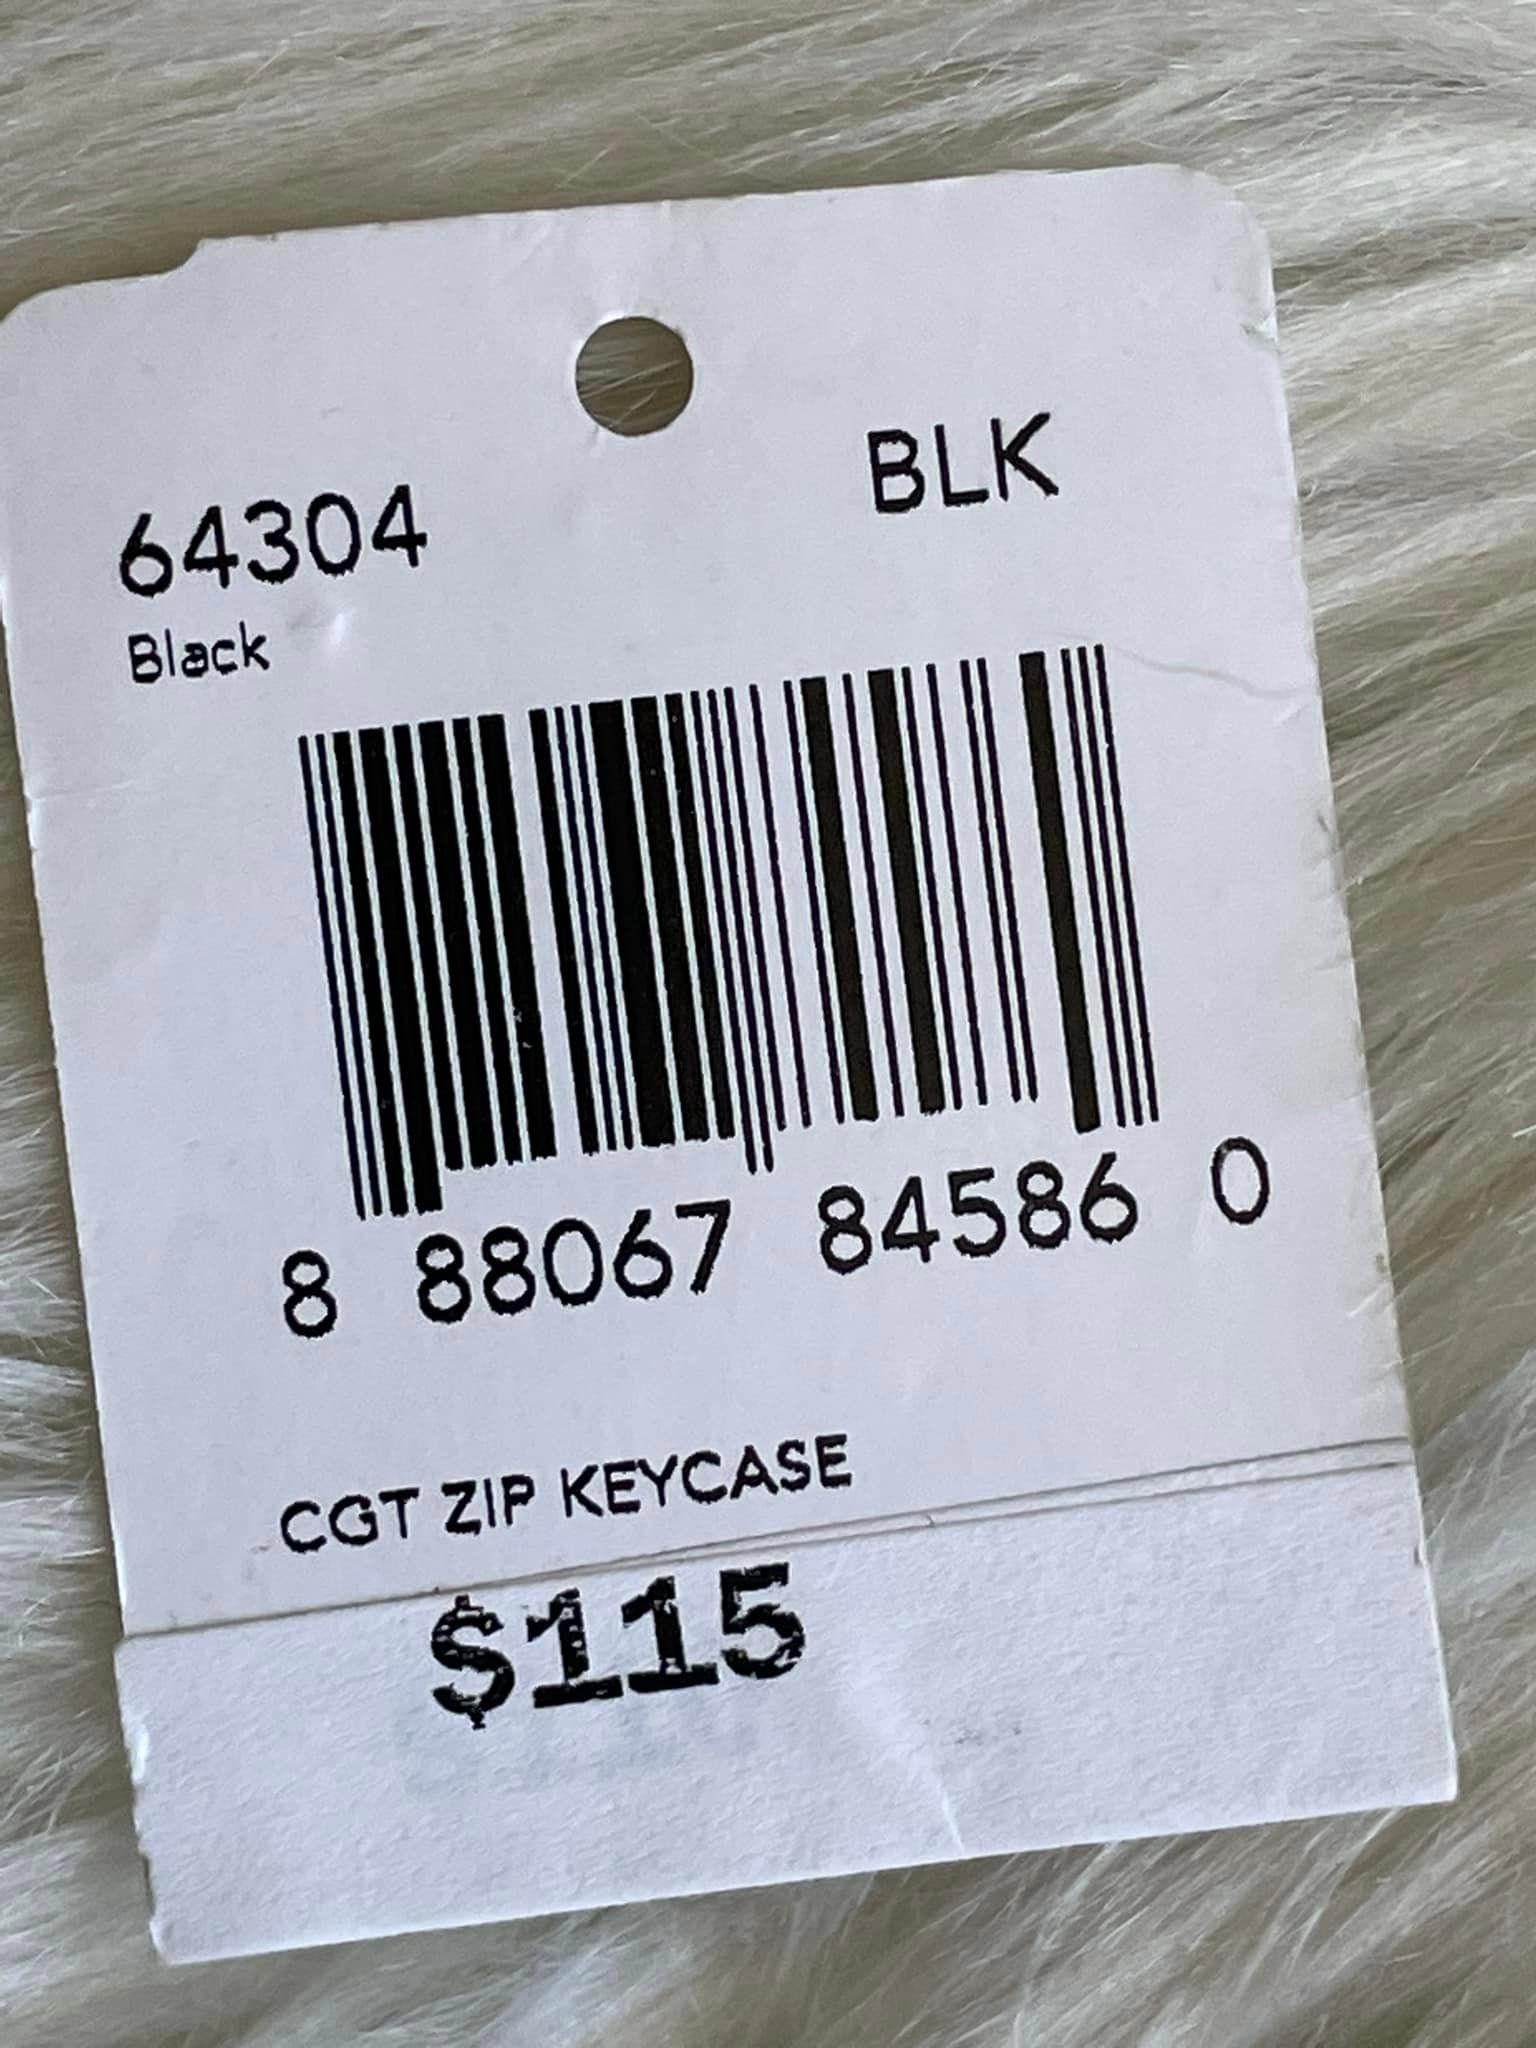 BLK
64304
Black
8 88067 84586 0
CGT ZIP KEYCASE
$115